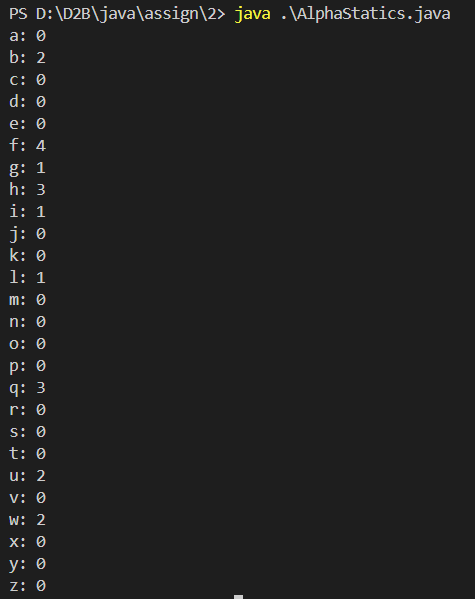 PS D:\D2B\java\assign\2> java .\AlphaStatics.java
a: 0
b: 2
c: 0
d: 0
e: 0
f: 4
g: 1
h: 3
i: 1
j: 0
k: 0
l: 1
m: 0
n: 0
o: 0
p: 0
q: 3
r: 0
s: 0
t: 0
u: 2
v: 0
w: 2
x: 0
y: 0
z: 0